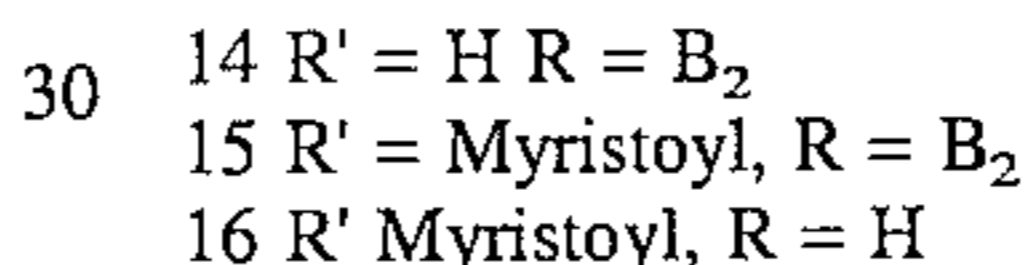 30 14 R' = H R = B₂
15 R' = Myristoyl, R = B₂
16 R' Myristoyl, R = H